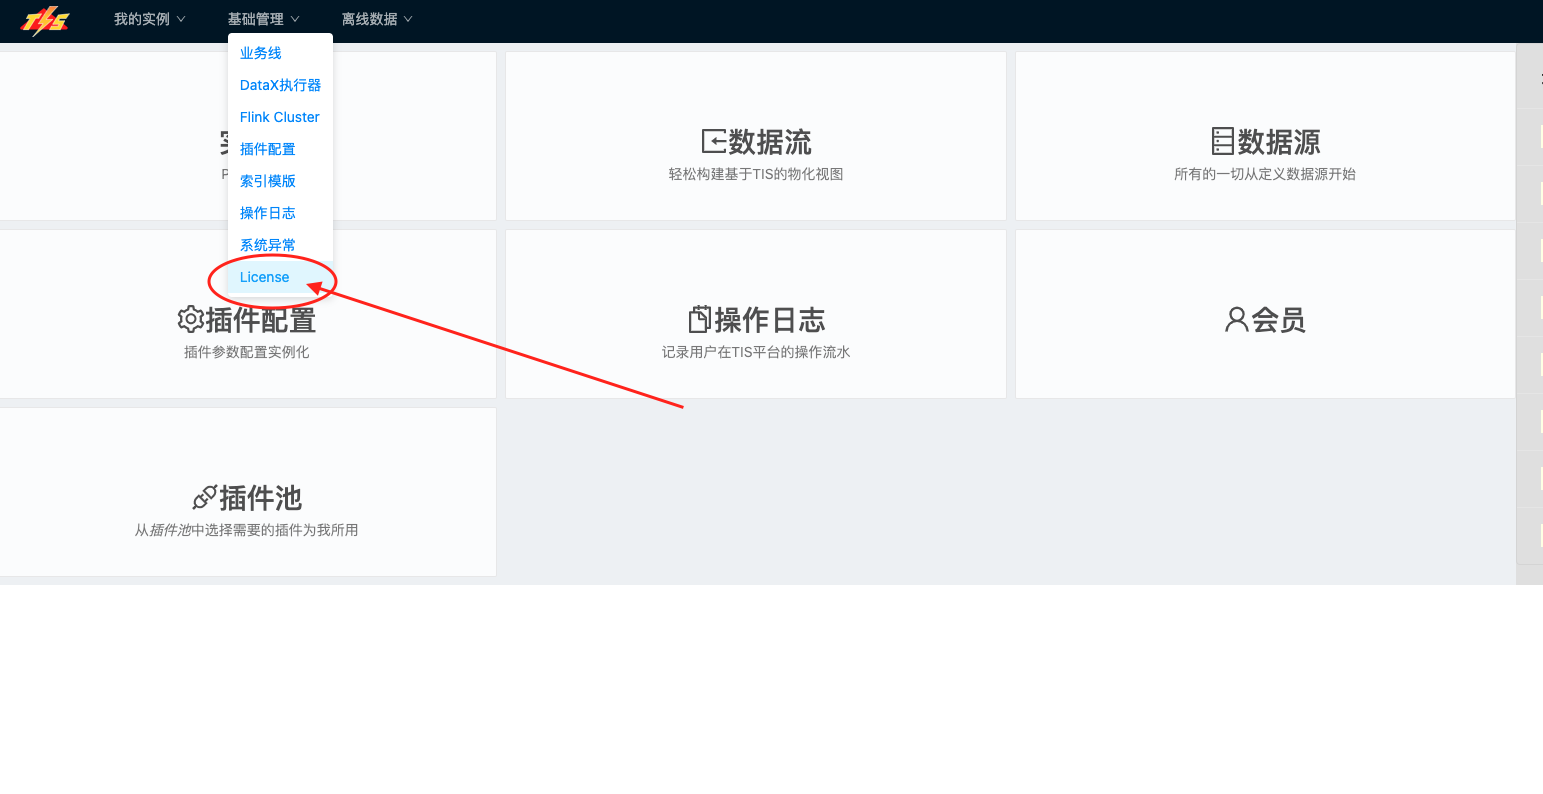 TIS
我的实例
基础管理
离线数据
业务线
DataX执行器
Flink Cluster
插件配置
索引模版
操作日志
系统异常
License
数据流
轻松构建基于TIS的物化视图
数据源
所有的一切从定义数据源开始
插件配置
插件参数配置实例化
操作日志
记录用户在TIS平台的操作流水
会员
插件池
从插件池中选择需要的插件为我所用